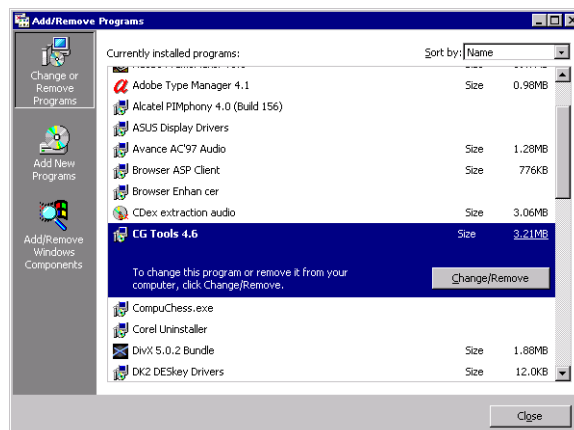 Add/Remove Programs
Change or
Remove
Programs
Add New
Programs
Add/Remove
Windows
Components
Currently installed programs:
Sort by: Name
Adobe Type Manager 4.1 Size 0.98MB
Alcatel PIMphony 4.0 (Build 156)
ASUS Display Drivers
Avance AC'97 Audio Size 1.28MB
Browser ASP Client Size 776KB
Browser Enhan cer
CDex extraction audio Size 3.06MB
CG Tools 4.6 Size 3.21MB
To change this program or remove it from your
computer, click Change/Remove.
Change/Remove
CompuChess.exe
Corel Uninstaller
DivX 5.0.2 Bundle Size 1.88MB
DK2 DESkey Drivers Size 12.0KB
Close